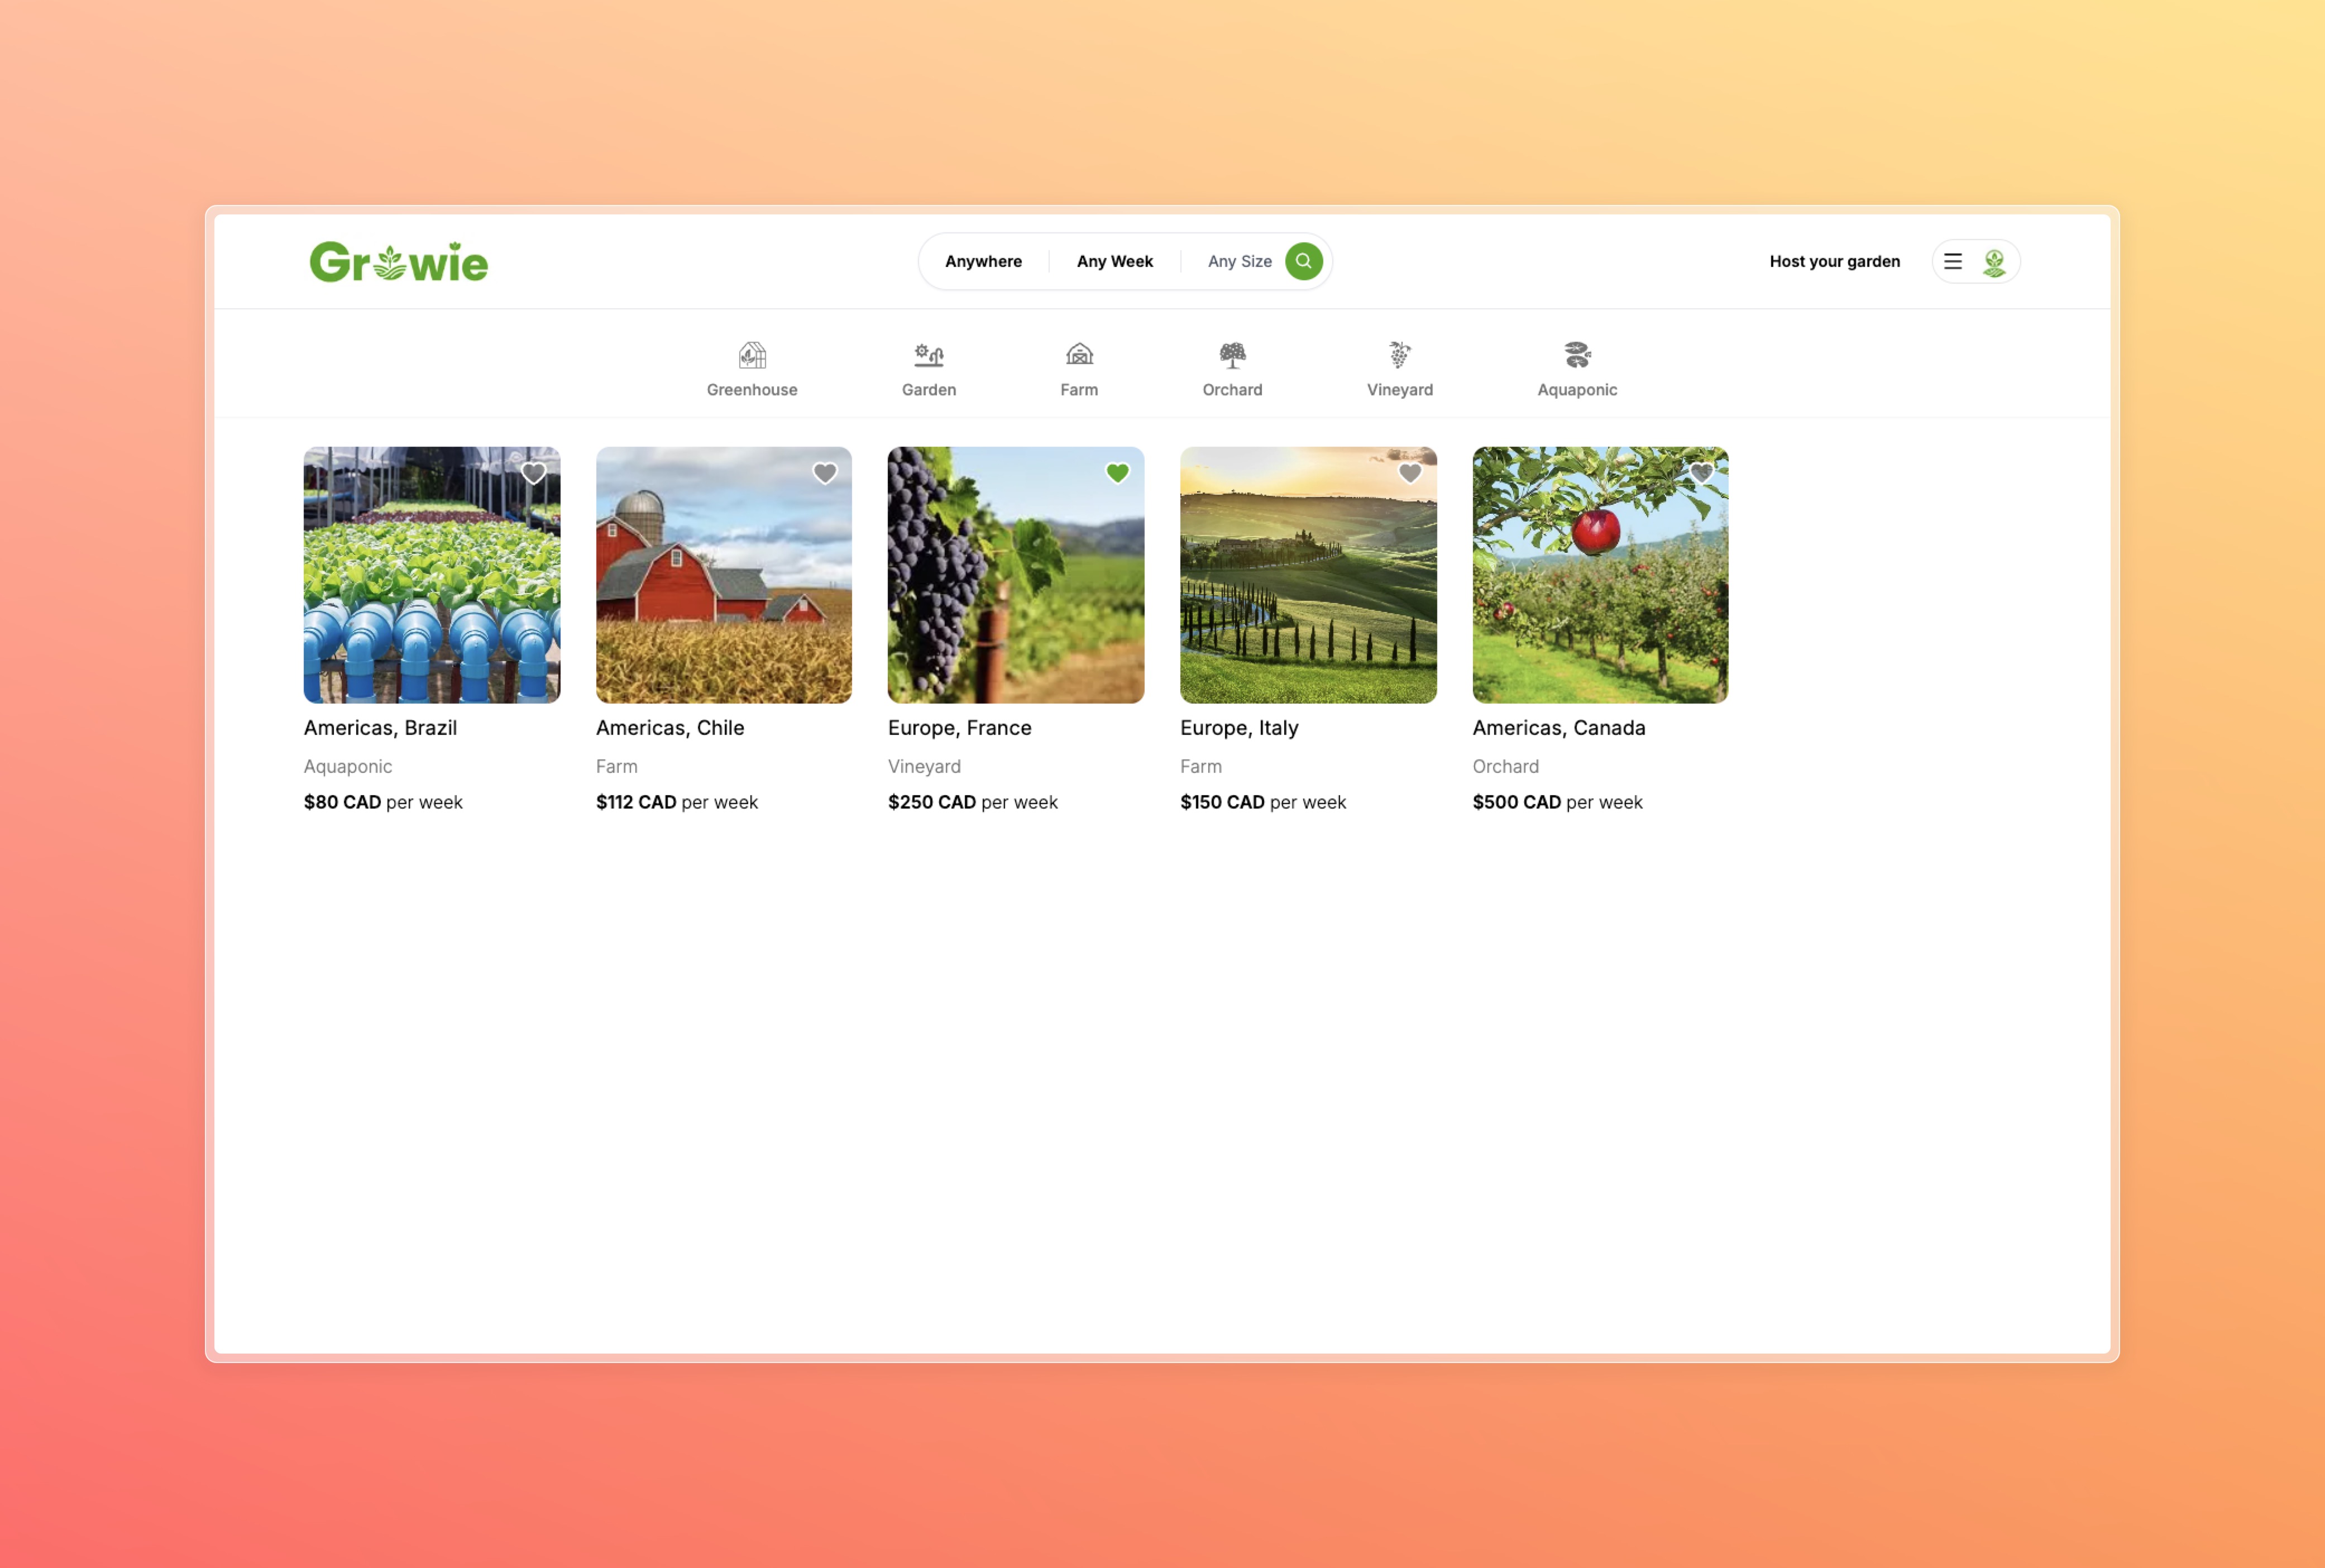 Growie
Anywhere
Any Week
Any Size
Host your garden
Greenhouse
Garden
Farm
Orchard
Vineyard
Aquaponic
Americas, Brazil
Aquaponic
$80 CAD per week
Americas, Chile
Farm
$112 CAD per week
Europe, France
Vineyard
$250 CAD per week
Europe, Italy
Farm
$150 CAD per week
Americas, Canada
Orchard
$500 CAD per week